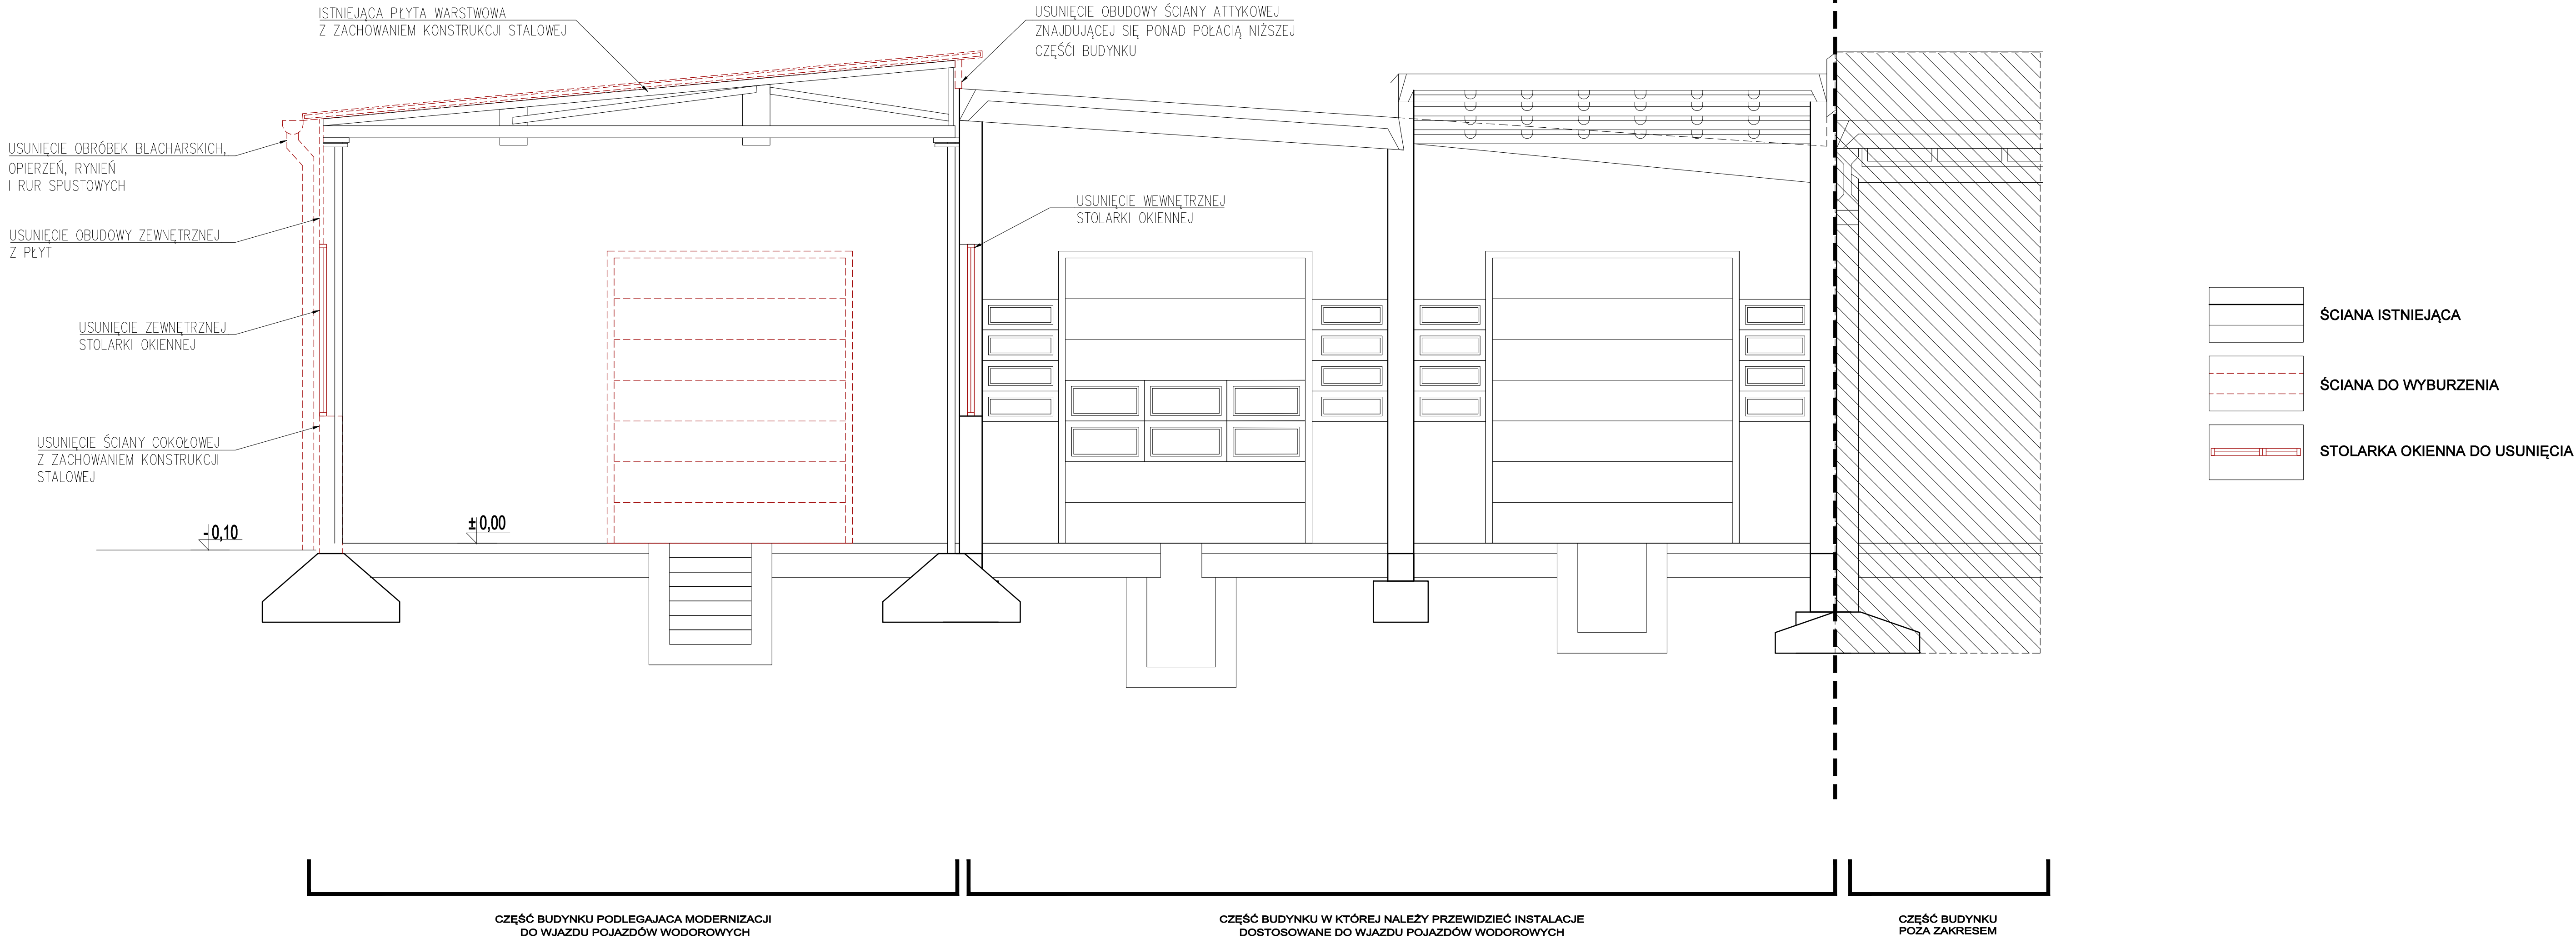 ISTNIEJĄCA PŁYTA WARSTWOWA
Z ZACHOWANIEM KONSTRUKCJI STALOWEJ
USUNIĘCIE OBUDOWY ŚCIANY ATTYKOWEJ
ZNAJDUJĄCEJ SIĘ PONAD POŁACIĄ NIŻSZEJ
CZĘŚĆI BUDYNKU
USUNIĘCIE OBRÓBEK BLACHARSKICH,
OPIERZEŃ, RYNIEŃ
I RUR SPUSTOWYCH
USUNIĘCIE OBUDOWY ZEWNĘTRZNEJ
Z PŁYT
USUNIĘCIE WEWNĘTRZNEJ
STOLARKI OKIENNEJ
USUNIĘCIE ZEWNĘTRZNEJ
STOLARKI OKIENNEJ
USUNIĘCIE ŚCIANY COKOŁOWEJ
Z ZACHOWANIEM KONSTRUKCJI
STALOWEJ
-0,10
±0,00
ŚCIANA ISTNIEJĄCA
ŚCIANA DO WYBURZENIA
STOLARKA OKIENNA DO USUNIĘCIA
CZĘŚĆ BUDYNKU PODLEGAJACA MODERNIZACJI
DO WJAZDU POJAZDÓW WODOROWYCH
CZĘŚĆ BUDYNKU W KTÓREJ NALEŻY PRZEWIDZIEĆ INSTALACJE
DOSTOSOWANE DO WJAZDU POJAZDÓW WODOROWYCH
CZĘŚĆ BUDYNKU
POZA ZAKRESEM